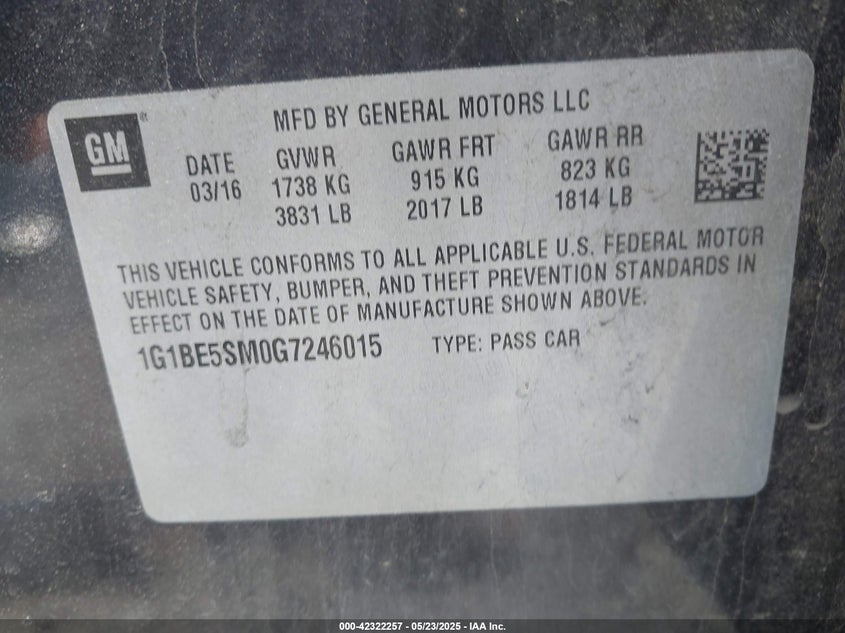 GM
MFD BY GENERAL MOTORS LLC
DATE GVWR GAWR FRT GAWR RR
03/16 1738 KG 915 KG 823 KG
3831 LB 2017 LB 1814 LB
THIS VEHICLE CONFORMS TO ALL APPLICABLE U.S. FEDERAL MOTOR
VEHICLE SAFETY, BUMPER, AND THEFT PREVENTION STANDARDS IN
EFFECT ON THE DATE OF MANUFACTURE SHOWN ABOVE.
1G1BE5SM0G7246015 TYPE: PASS CAR
000-42322257 - 05/23/2025 - IAA Inc.